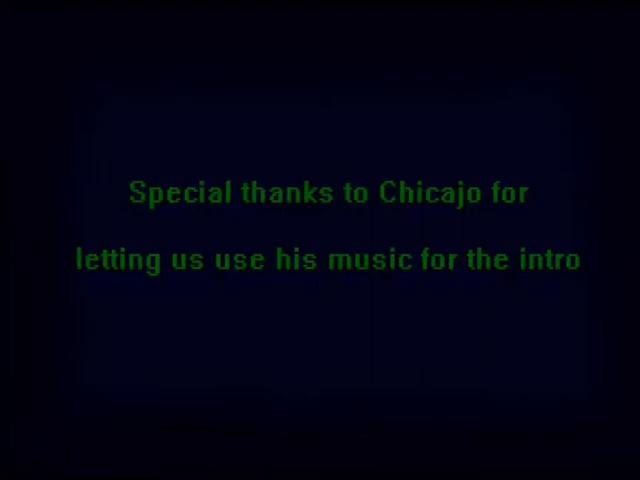 Special thanks to Chicajo for
letting us use his music for the intro